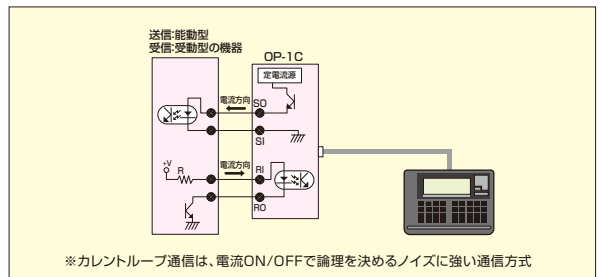 送信:能動型
受信:受動型の機器
OP-1C
定電流源
電流方向
SO
SI
+V
R
電流方向
RI
RO
※カレントループ通信は、電流ON/OFFで論理を決めるノイズに強い通信方式